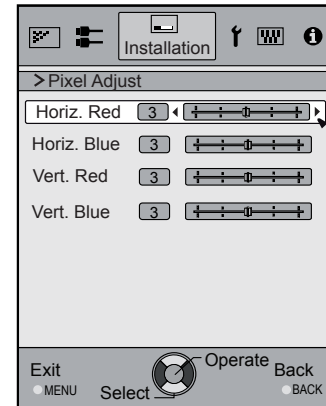 Installation
>Pixel Adjust
Horiz. Red 3
Horiz. Blue 3
Vert. Red 3
Vert. Blue 3
Exit
MENU
Select
Operate
Back
BACK